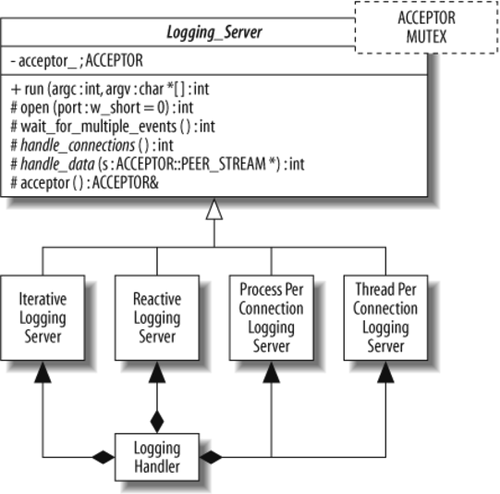 Logging_Server
ACCEPTOR
MUTEX
- acceptor_ ; ACCEPTOR
+ run (argc : int, argv : char *[ ] : int
# open (port : w_short = 0) : int
# wait_for_multiple_events ( ) : int
# handle_connections ( ) : int
# handle_data (s : ACCEPTOR::PEER_STREAM *) : int
# acceptor ( ) : ACCEPTOR&
Iterative
Logging
Server
Reactive
Logging
Server
Process Per
Connection
Logging
Server
Thread Per
Connection
Logging
Server
Logging
Handler